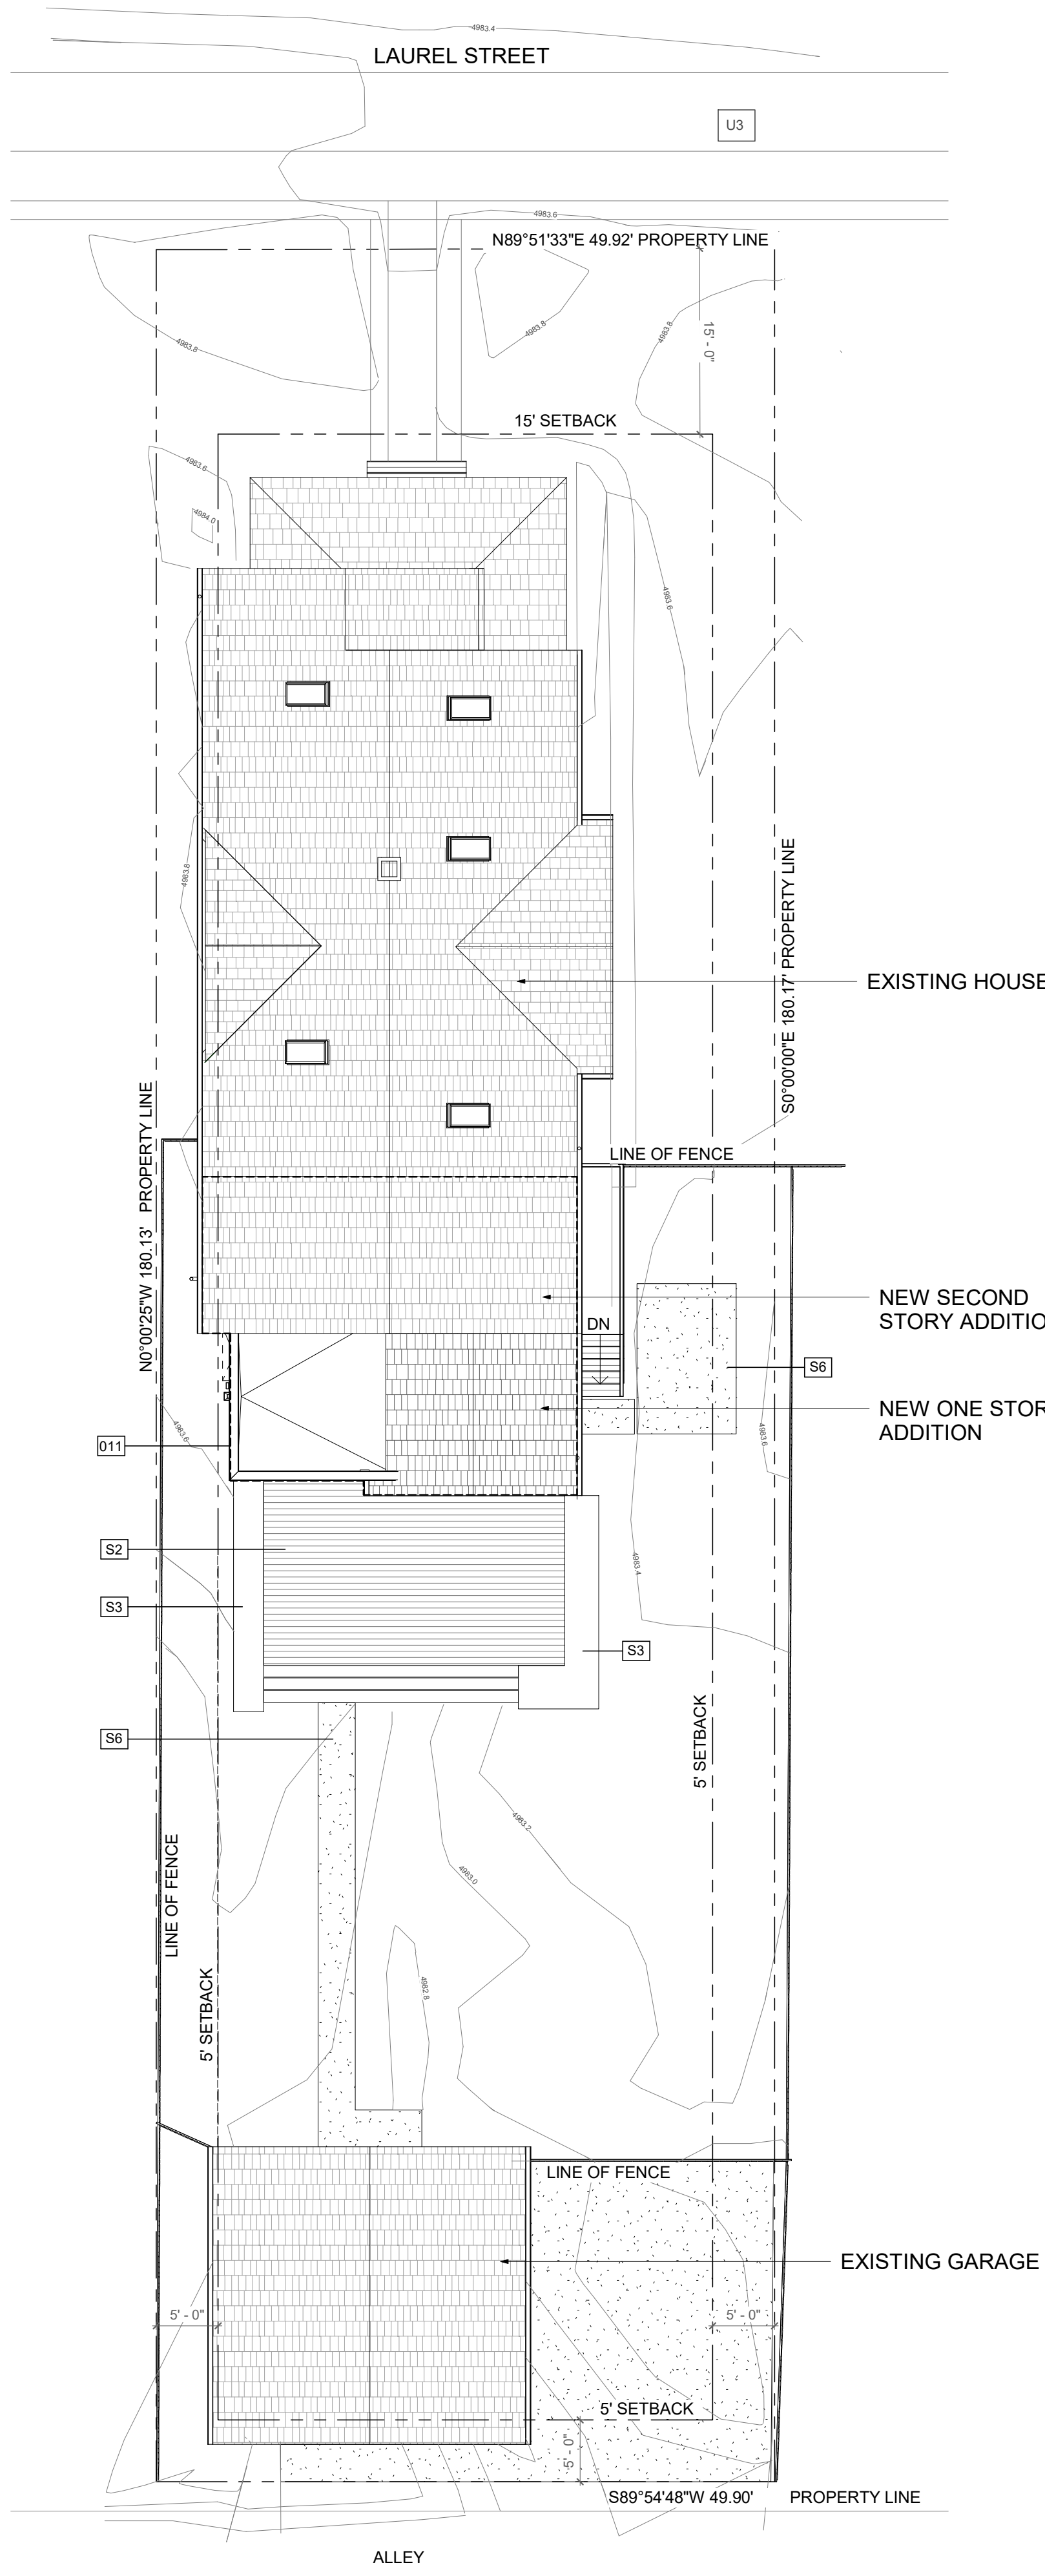 4983.4
LAUREL STREET
U3
4983.6
N89°51'33"E 49.92' PROPERTY LINE
4983.8
4983.8
4983.8
15' - 0"
15' SETBACK
4983.6
4984.0
4983.6
4983.8
S0°00'00"E 180.17' PROPERTY LINE
EXISTING HOUSE
N0°00'25"W 180.13' PROPERTY LINE
LINE OF FENCE
NEW SECOND
STORY ADDITIO
DN
S6
NEW ONE STOR
ADDITION
4983.6
4983.6
011
S2
4983.4
S3
S3
5' SETBACK
S6
4983.2
LINE OF FENCE
4983.0
4982.8
5' SETBACK
LINE OF FENCE
EXISTING GARAGE
5' - 0"
5' - 0"
5' SETBACK
5' - 0"
S89°54'48"W 49.90' PROPERTY LINE
ALLEY